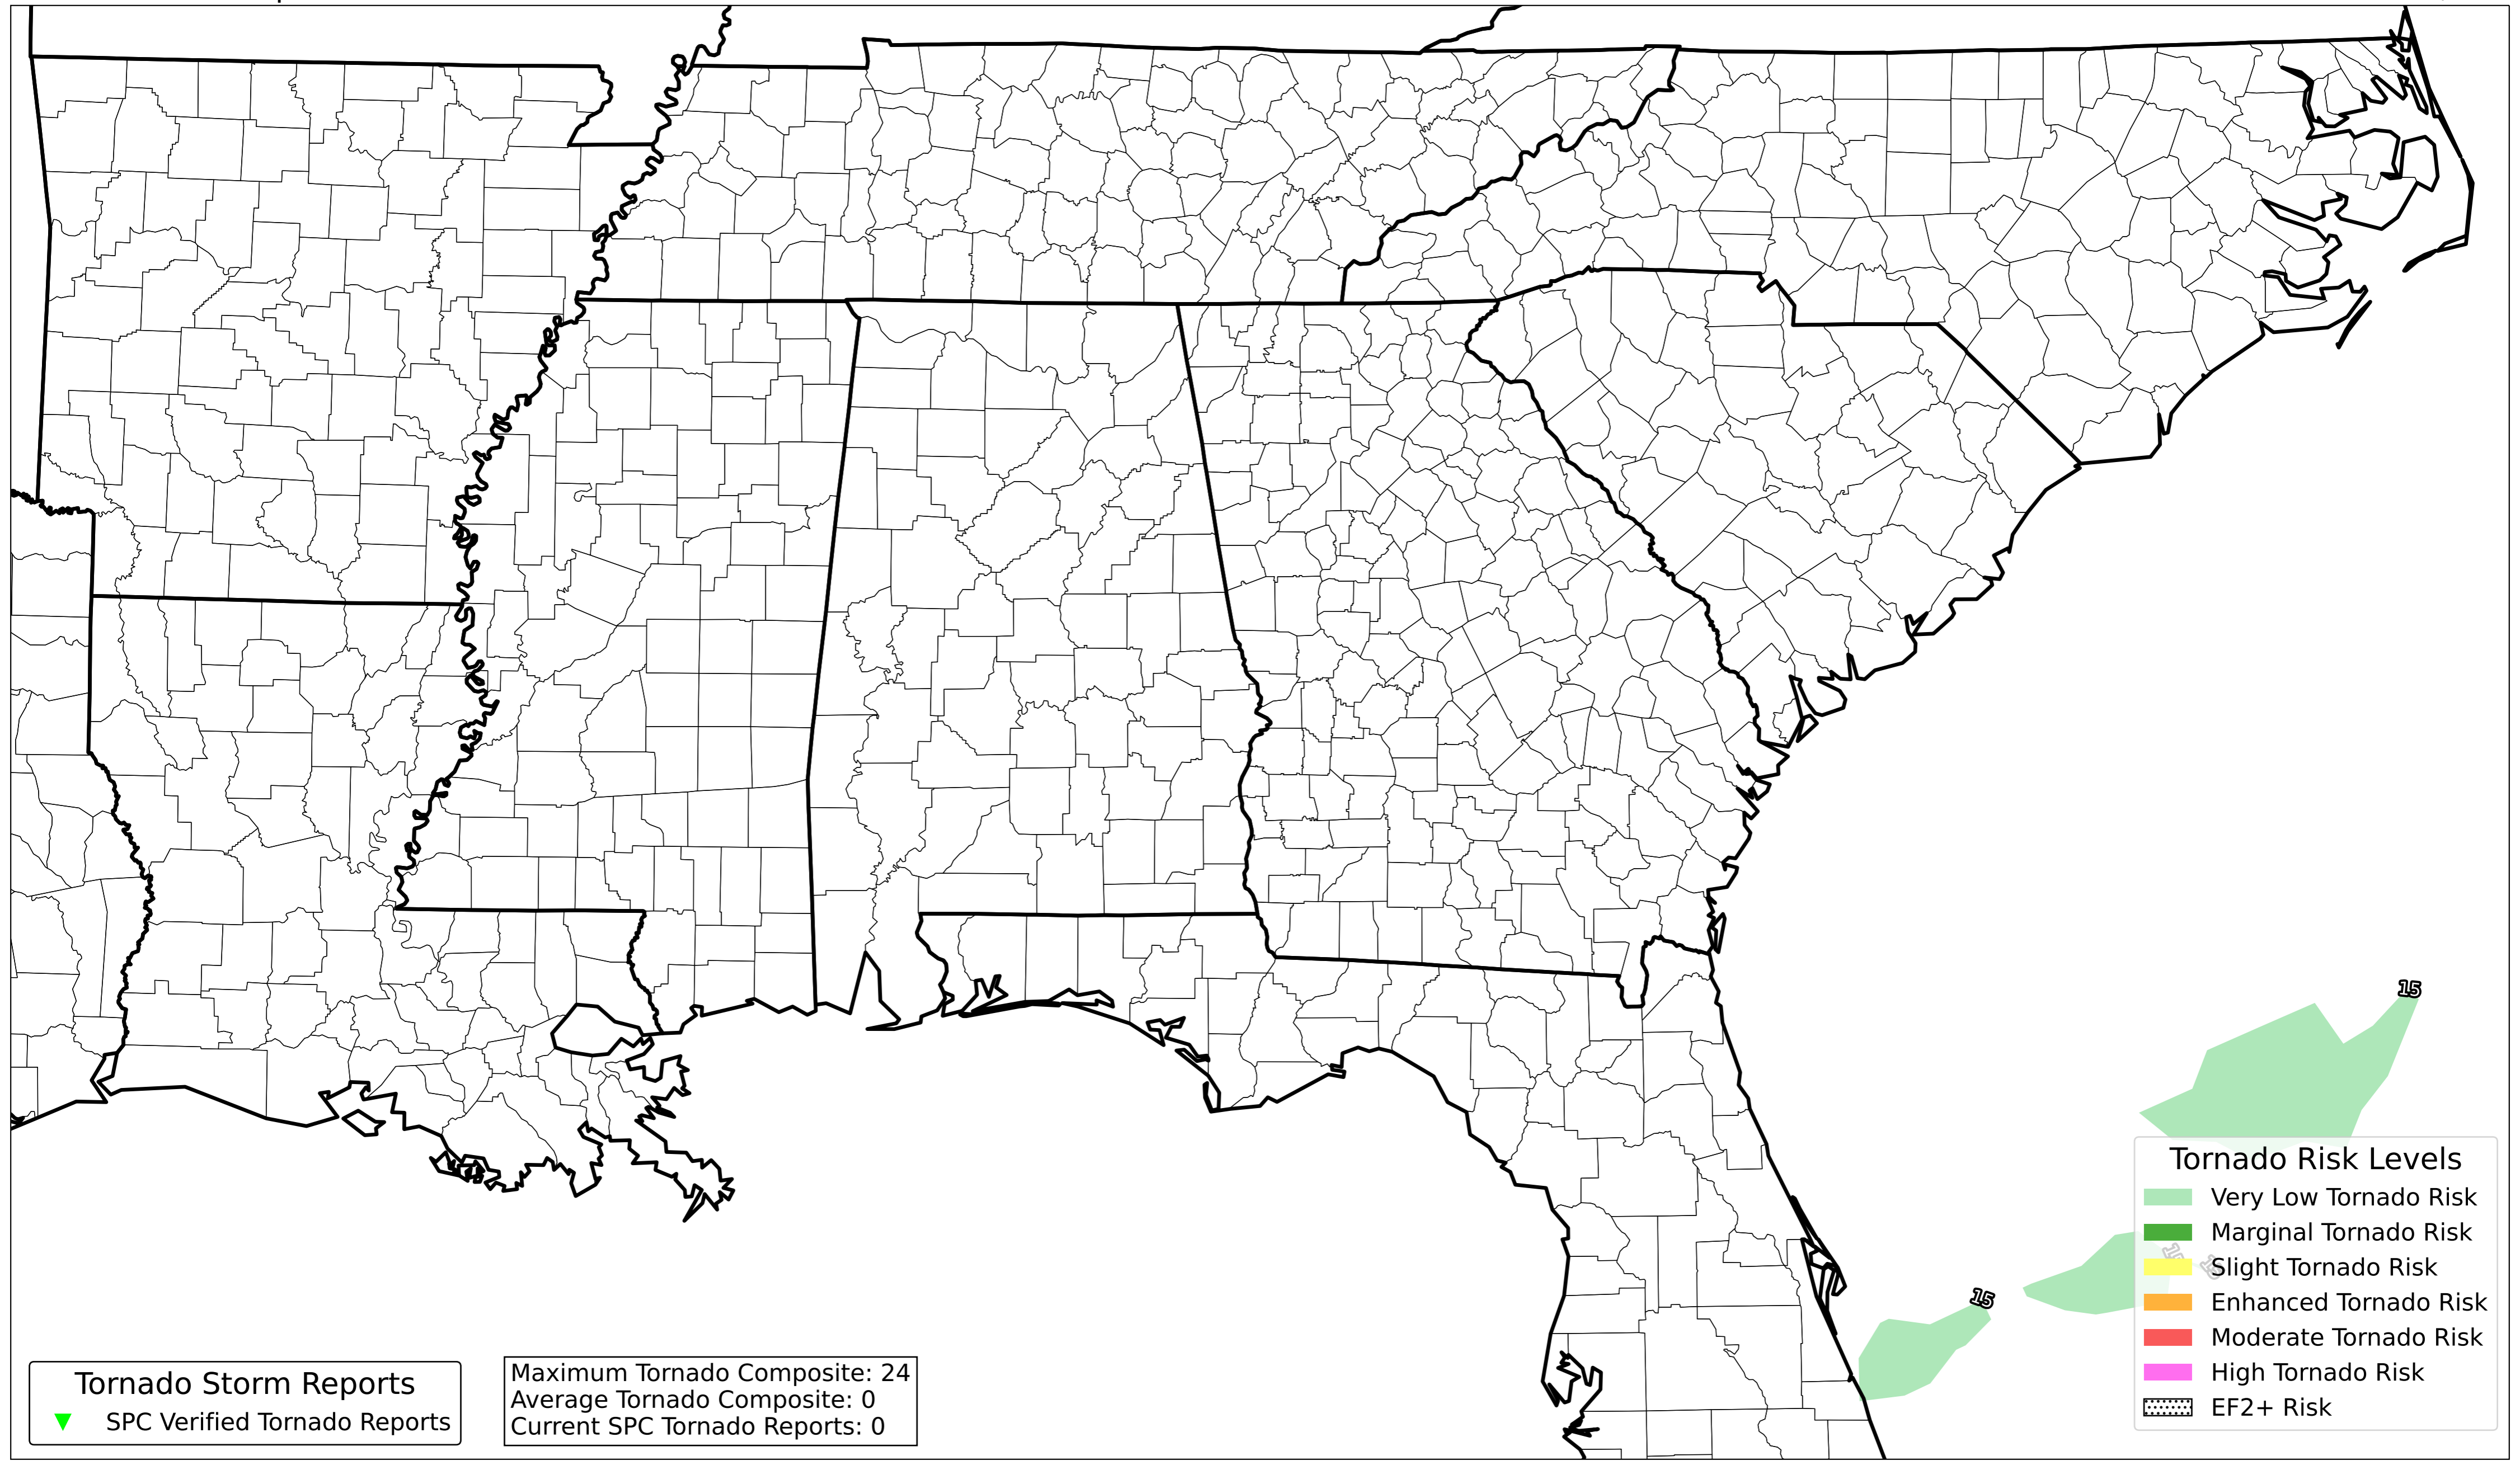 15
Tornado Risk Levels
Very Low Tornado Risk
Marginal Tornado Risk
15
15
Slight Tornado Risk
15
Enhanced Tornado Risk
Moderate Tornado Risk
High Tornado Risk
EF2+ Risk
Tornado Storm Reports
SPC Verified Tornado Reports
Maximum Tornado Composite: 24
Average Tornado Composite: 0
Current SPC Tornado Reports: 0